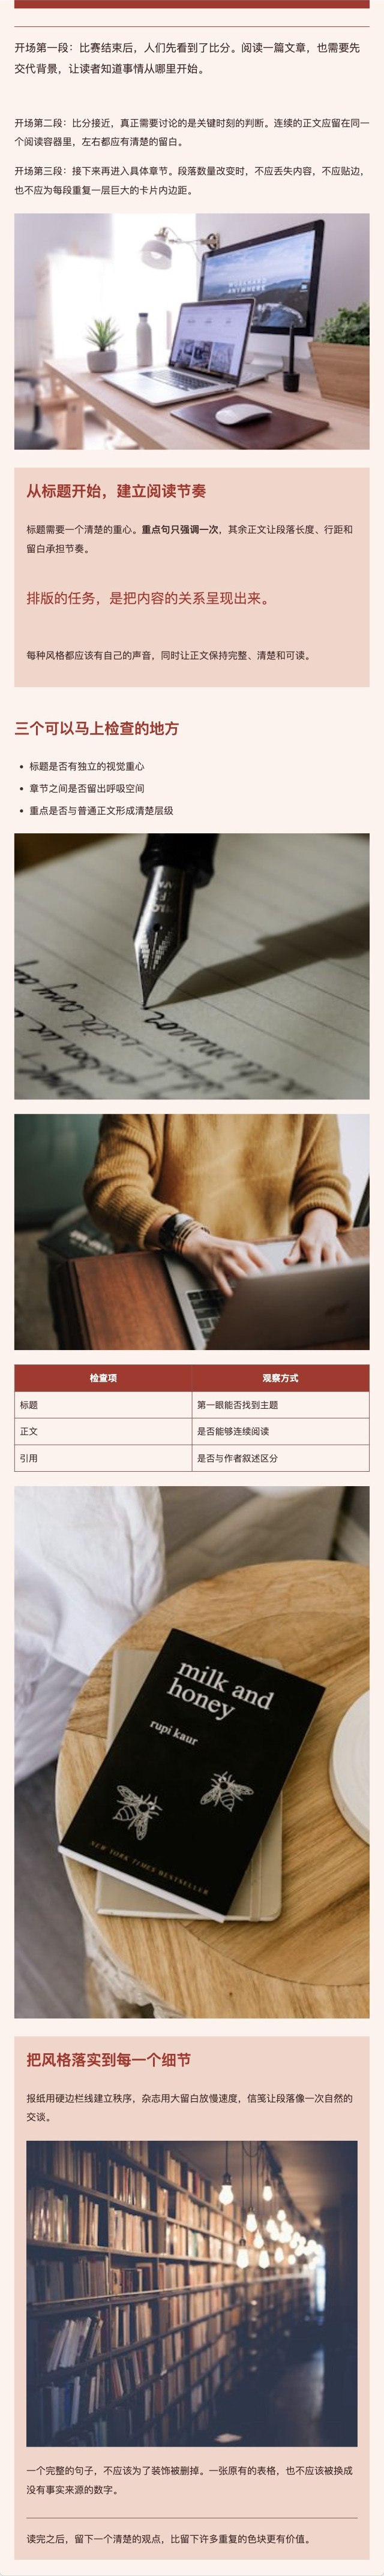 开场第一段：比赛结束后，人们先看到了比分。阅读一篇文章，也需要先
交代背景，让读者知道事情从哪里开始。
开场第二段：比分接近，真正需要讨论的是关键时刻的判断。连续的正文应留在同一
个阅读容器里，左右都应有清楚的留白。
开场第三段：接下来再进入具体章节。段落数量改变时，不应丢失内容，不应贴边，
也不应为每段重复一层巨大的卡片内边距。
从标题开始，建立阅读节奏
标题需要一个清楚的重心。重点句只强调一次，其余正文让段落长度、行距和
留白承担节奏。
排版的任务，是把内容的关系呈现出来。
每种风格都应该有自己的声音，同时让正文保持完整、清楚和可读。
三个可以马上检查的地方
• 标题是否有独立的视觉重心
• 章节之间是否留出呼吸空间
• 重点是否与普通正文形成清楚层级
检查项 观察方式
标题 第一眼能否找到主题
正文 是否能够连续阅读
引用 是否与作者叙述区分
milk and
honey
rupi kaur
NEW YORK TIMES BESTSELLER
把风格落实到每一个细节
报纸用硬边栏线建立秩序，杂志用大留白放慢速度，信笺让段落像一次自然的
交谈。
一个完整的句子，不应该为了装饰被删掉。一张原有的表格，也不应该被换成
没有事实来源的数字。
读完之后，留下一个清楚的观点，比留下许多重复的色块更有价值。